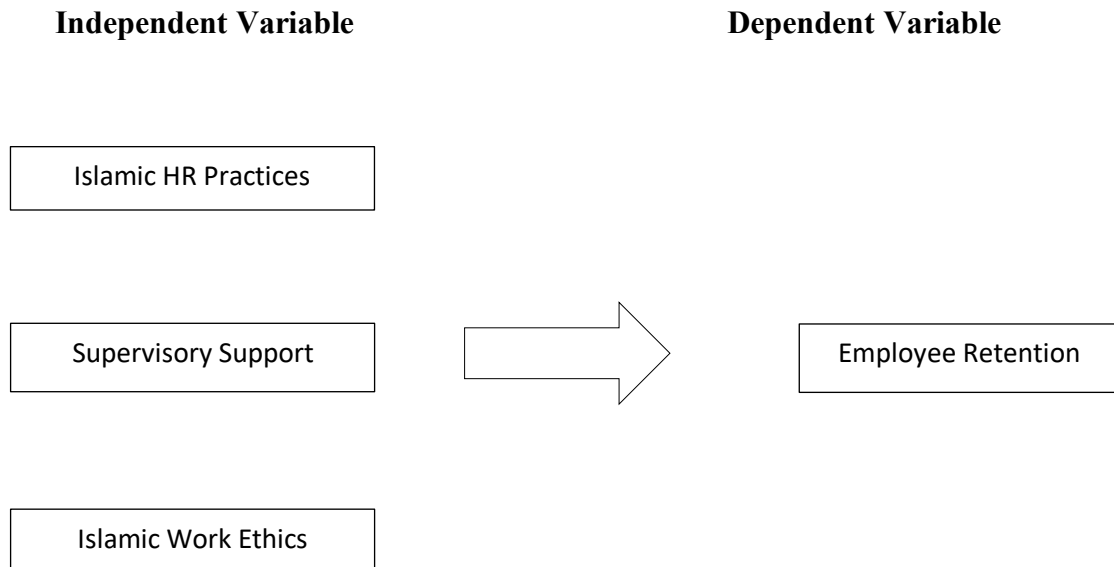 Independent Variable
Dependent Variable
Islamic HR Practices
Supervisory Support
Employee Retention
Islamic Work Ethics